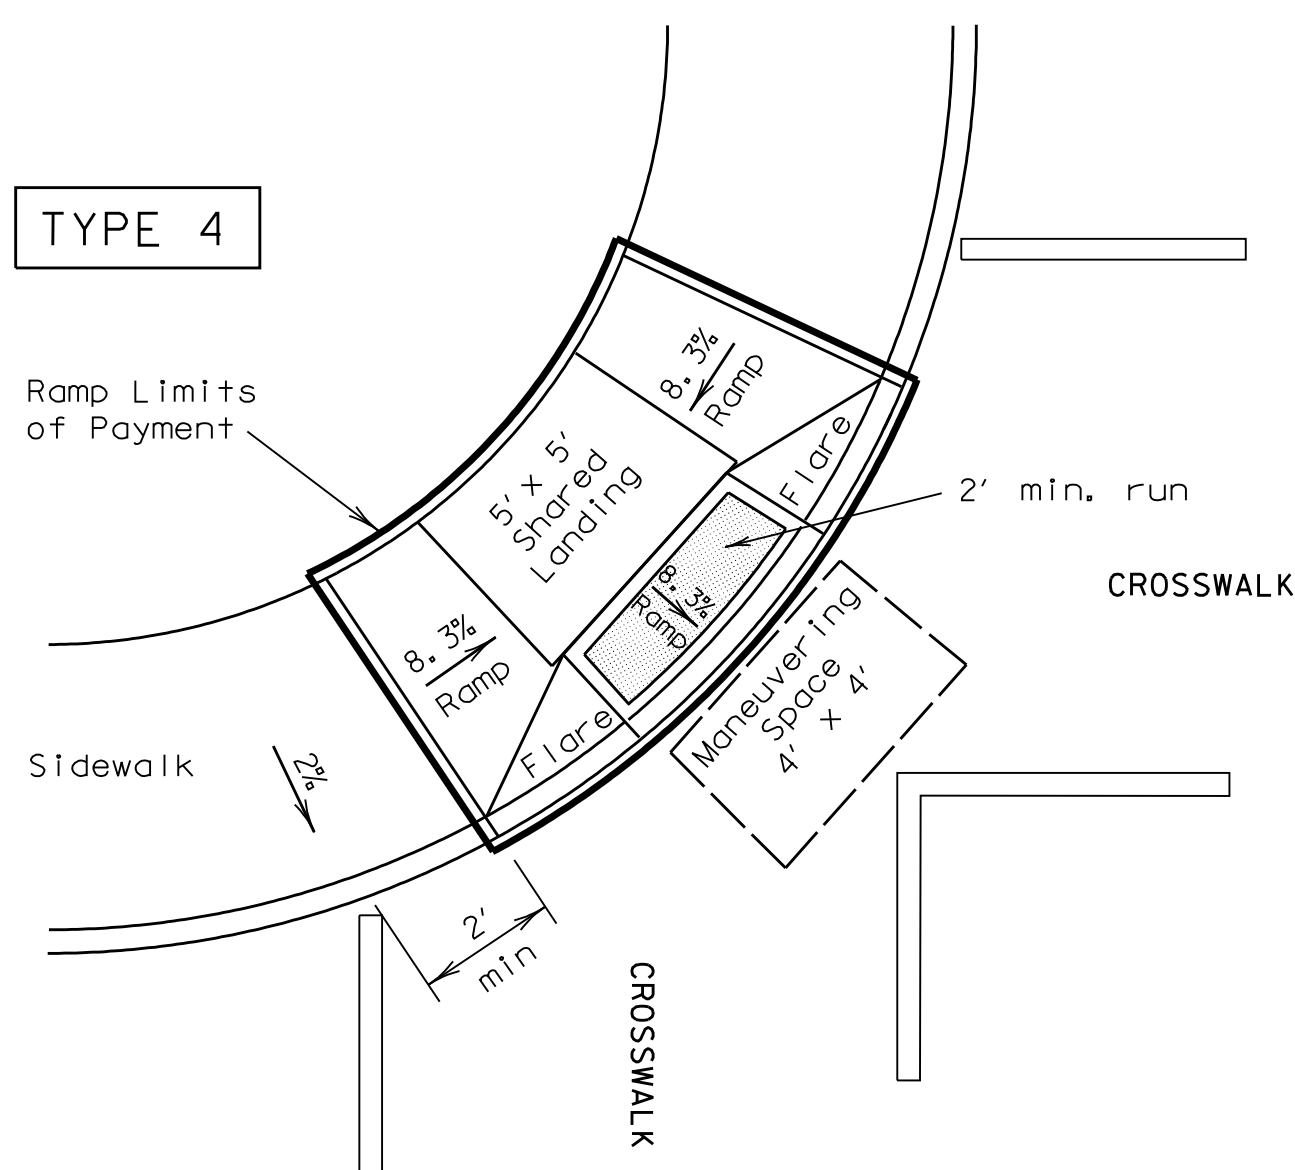 TYPE 4
8. 3%
Ramp
Ramp Limits
of Payment
5' x 5'
Shared
Landing
Flare
2' min. run
8. 3%
Ramp
CROSSWALK
Maneuvering
Space
4' x 4'
8. 3%
Ramp
Flare
Sidewalk
2%
2'
min
CROSSWALK